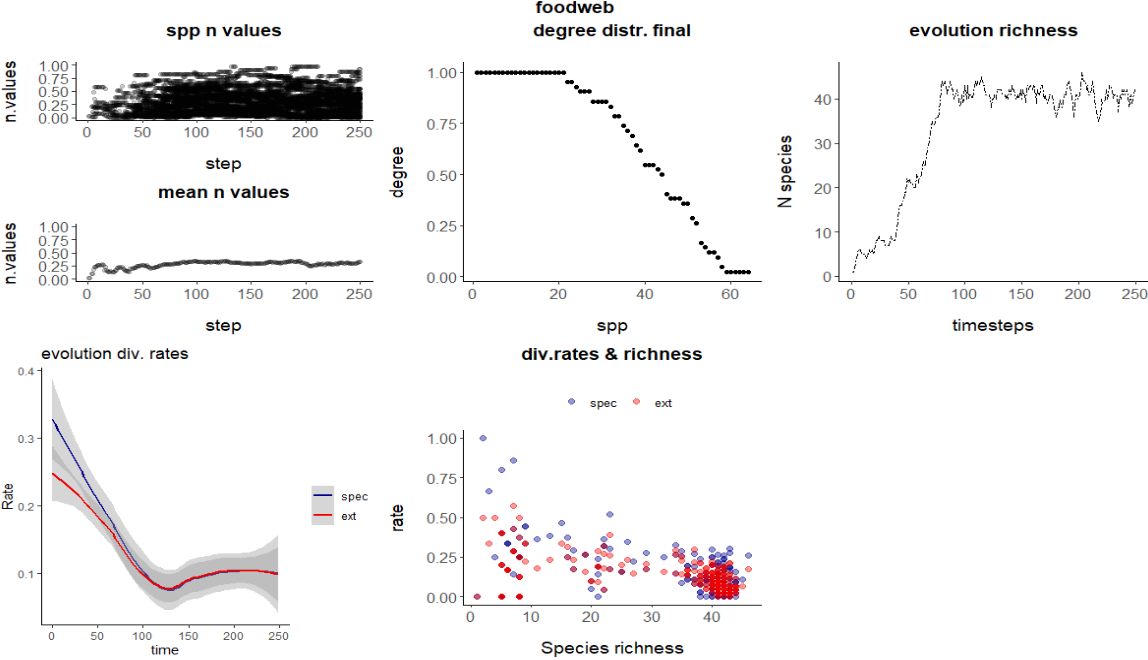 foodweb
spp n values
n.values
1.00
0.75
0.50
0.25
0.00
0 50 100 150 200 250
step
mean n values
n.values
1.00
0.75
0.50
0.25
0.00
0 50 100 150 200 250
step
degree distr. final
degree
1.00
0.75
0.50
0.25
0.00
0 20 40 60
spp
evolution richness
N species
40
30
20
10
0
0 50 100 150 200 250
timesteps
evolution div. rates
Rate
0.4
0.3
0.2
0.1
0 50 100 150 200 250
time
spec
ext
div.rates & richness
spec ext
rate
1.00
0.75
0.50
0.25
0.00
0 10 20 30 40
Species richness